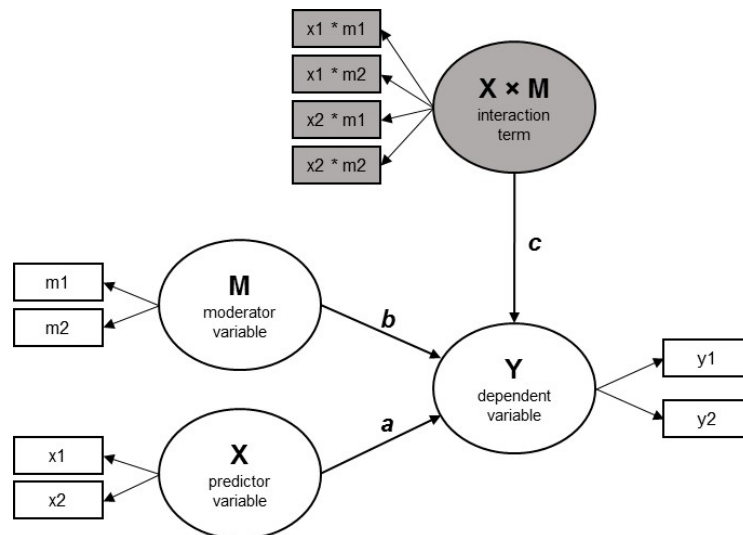 x1 * m1
x1 * m2
x2 * m1
x2 * m2
X × M
interaction
term
c
m1
m2
M
moderator
variable
b
Y
dependent
variable
y1
y2
a
x1
x2
X
predictor
variable